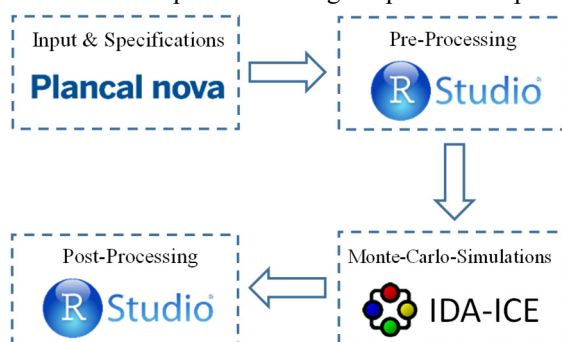 Input & Specifications
Plancal nova
Pre-Processing
R Studio
Post-Processing
R Studio
Monte-Carlo-Simulations
IDA-ICE